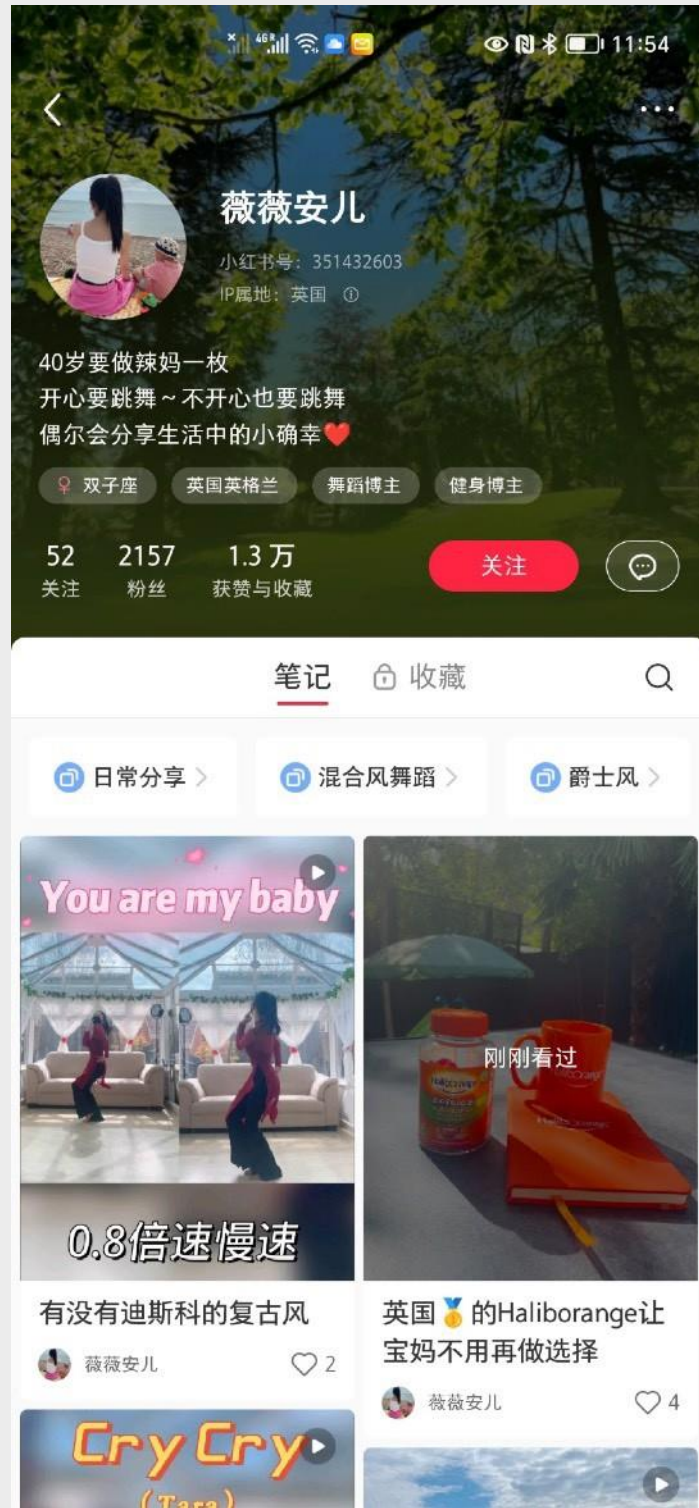 4G 11:54
薇薇安儿
小红书号：351432603
IP属地：英国
40岁要做辣妈一枚
开心要跳舞～不开心也要跳舞
偶尔会分享生活中的小确幸❤️
♀ 双子座 英国英格兰 舞蹈博主 健身博主
52 2157 1.3 万
关注 粉丝 获赞与收藏
关注
笔记 收藏
日常分享 混合风舞蹈 爵士风
You are my baby
0.8倍速慢速
有没有迪斯科的复古风
薇薇安儿 2
刚刚看过
Haliborange
英国🏅的Haliborange让
宝妈不用再做选择
薇薇安儿 4
Cry Cry
(Tara)